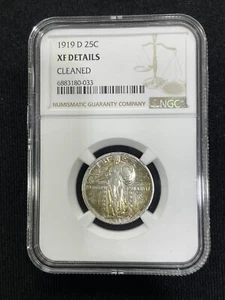 1919 D 25C
XF DETAILS
CLEANED
6883180-033
NUMISMATIC GUARANTY COMPANY
NGC